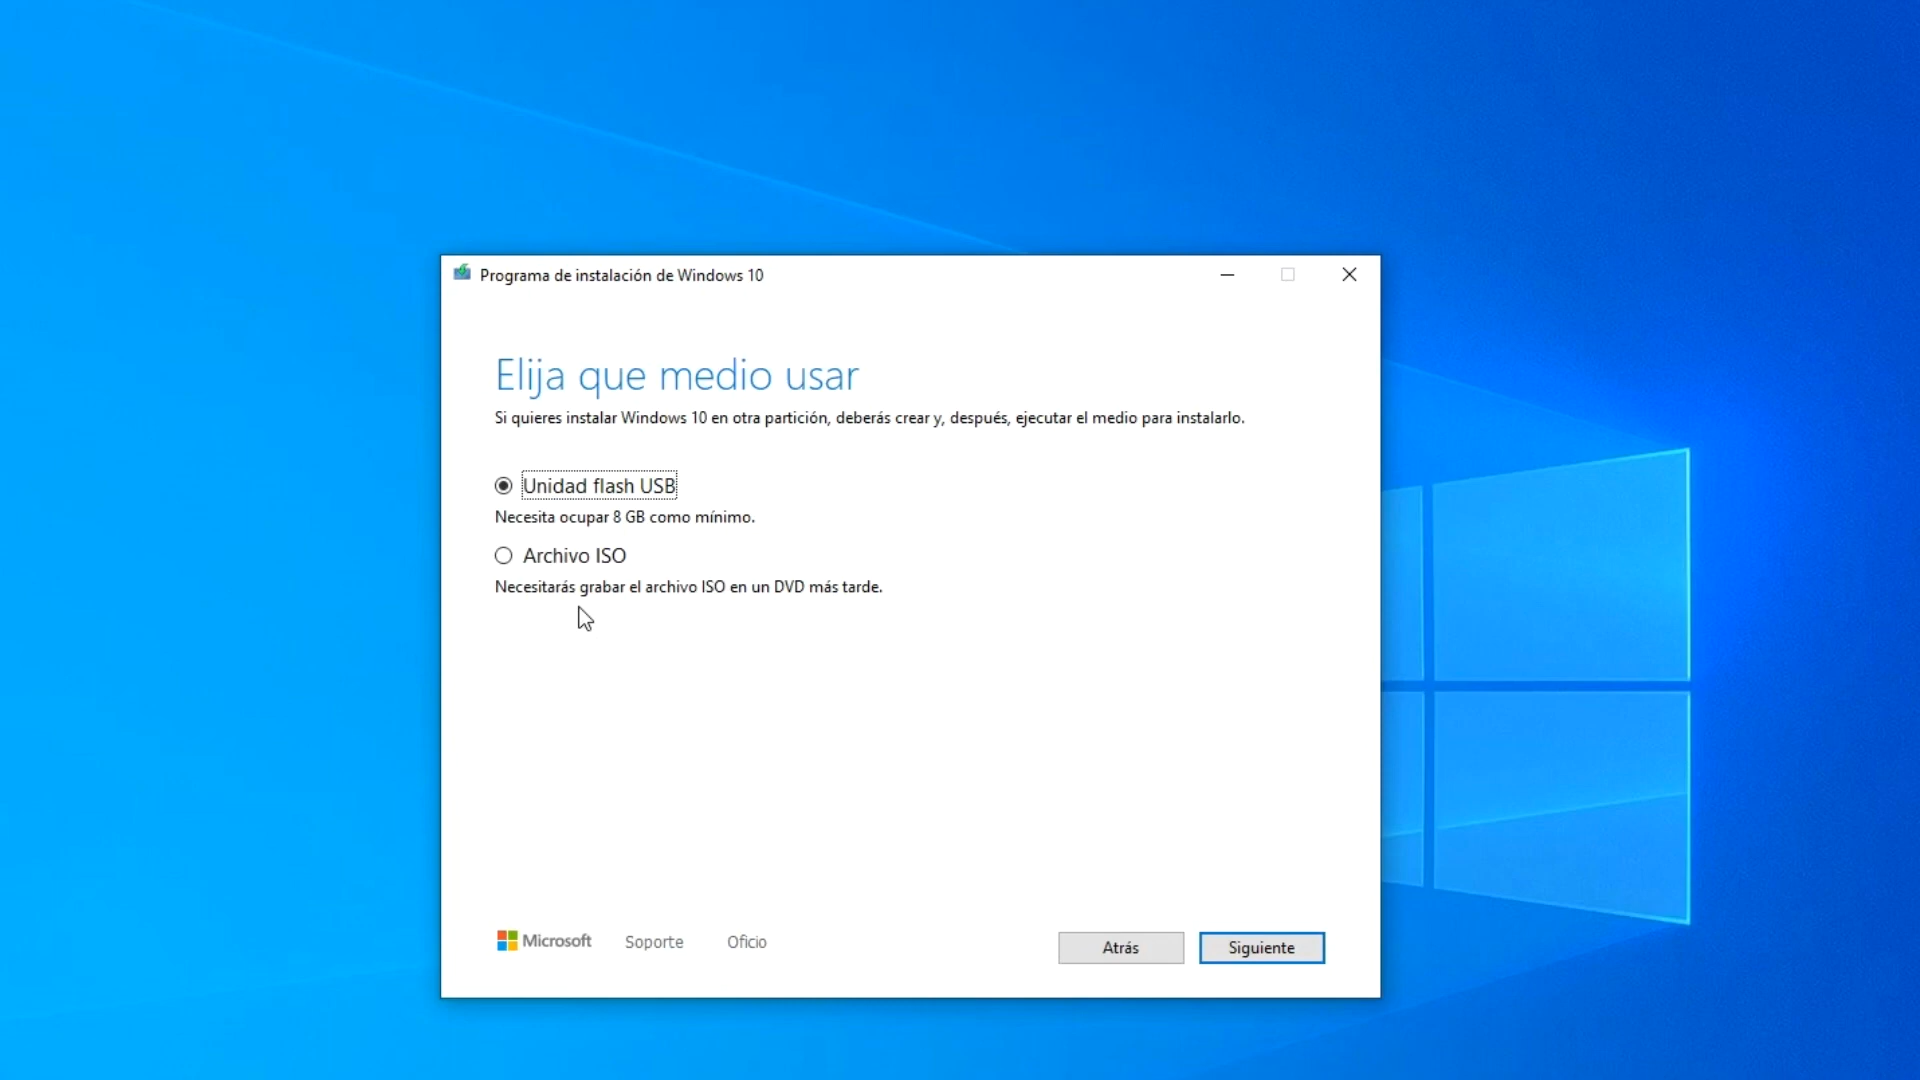 Programa de instalación de Windows 10
Elija que medio usar
Si quieres instalar Windows 10 en otra partición, deberás crear y, después, ejecutar el medio para instalarlo.
Unidad flash USB
Necesita ocupar 8 GB como mínimo.
Archivo ISO
Necesitarás grabar el archivo ISO en un DVD más tarde.
Microsoft Soporte Oficio Atrás Siguiente